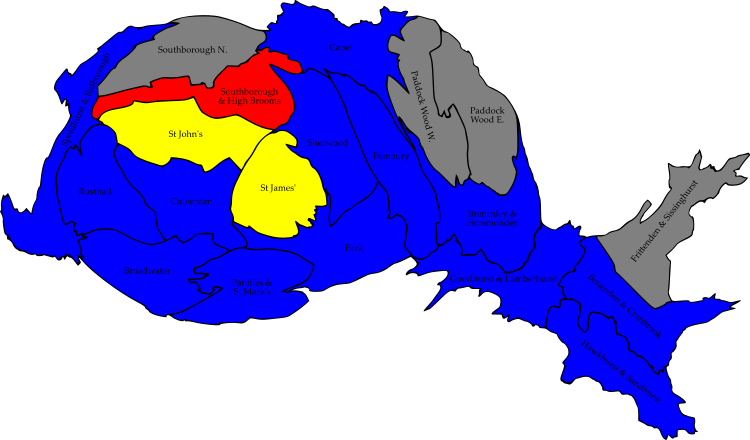 Capel
Southborough N.
Speldhurst & Bidborough
Southborough
& High Brooms
Paddock Wood W.
Paddock
Wood E.
St John's
Sherwood
Pembury
St James'
Rusthall
Culverden
Frittenden & Sissinghurst
Brenchley &
Horsmonden
Park
Broadwater
Pantiles &
St Mark's
Goudhurst & Lamberhurst
Benenden & Cranbrook
Hawkhurst & Sandhurst